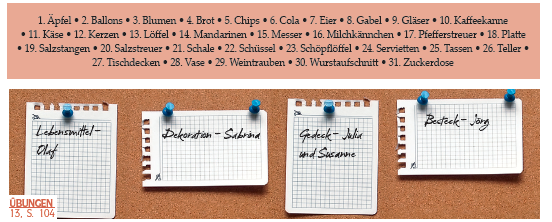 1. Äpfel • 2. Ballons • 3. Blumen • 4. Brot • 5. Chips • 6. Cola • 7. Eier • 8. Gabel • 9. Gläser • 10. Kaffeekanne
• 11. Käse • 12. Kerzen • 13. Löffel • 14. Mandarinen • 15. Messer • 16. Milchkännchen • 17. Pfefferstreuer • 18. Platte
• 19. Salzstangen • 20. Salzstreuer • 21. Schale • 22. Schüssel • 23. Schöpflöffel • 24. Servietten • 25. Tassen • 26. Teller •
27. Tischdecken • 28. Vase • 29. Weintrauben • 30. Wurstaufschnitt • 31. Zuckerdose
Lebensmittel –
Olaf
Dekoration – Sabrina
Gedeck – Julia
und Susanne
Besteck – Jörg
ÜBUNGEN
13, S. 104